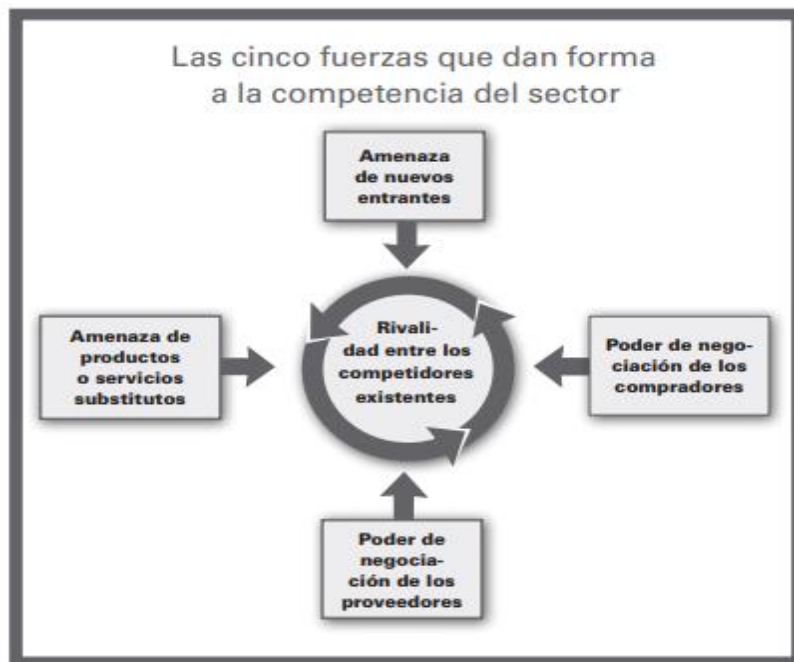 Las cinco fuerzas que dan forma
a la competencia del sector
Amenaza
de nuevos
entrantes
Amenaza de
productos
o servicios
substitutos
Rivali-
dad entre los
competidores
existentes
Poder de nego-
ciación de los
compradores
Poder de
negocia-
ción de los
proveedores